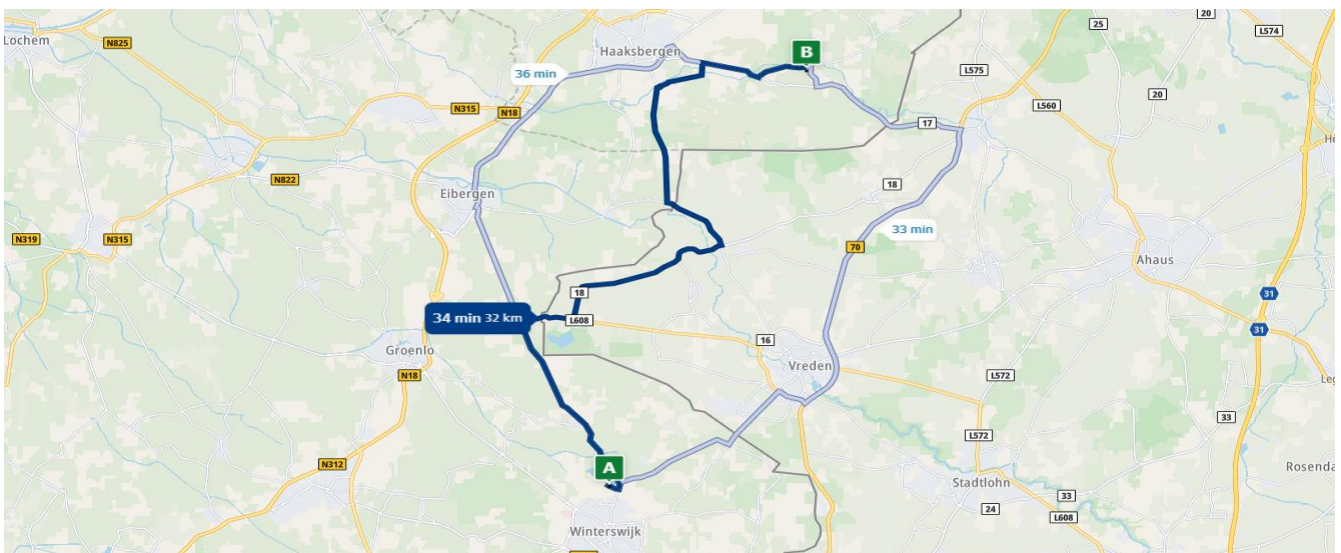 Lochem
N825
Haaksbergen
B
25
20
L574
36 min
L575
20
N315
N18
L560
17
N822
18
Eibergen
N319
N315
33 min
70
Ahaus
31
18
34 min 32 km
L608
31
16
Groenlo
Vreden
N18
L572
33
L572
A
N312
Rosenda
Stadtlohn
33
24
L608
Winterswijk